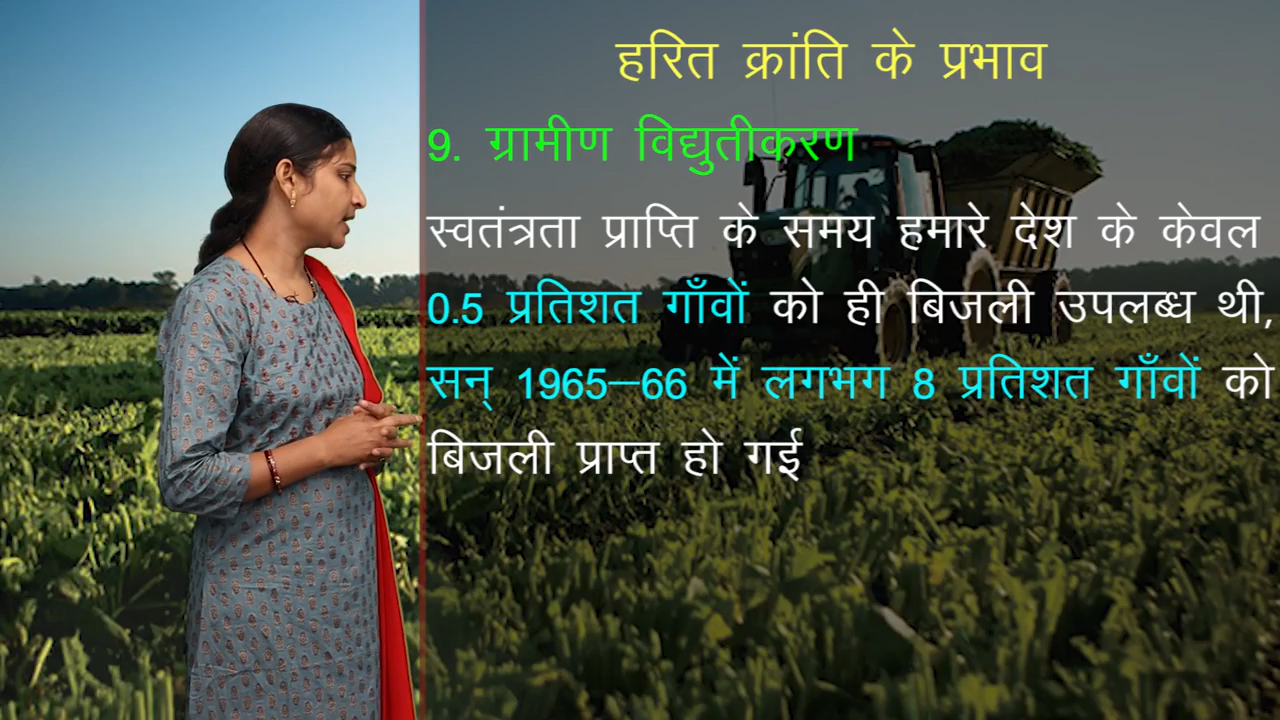 हरित क्रांति के प्रभाव
9. ग्रामीण विद्युतीकरण
स्वतंत्रता प्राप्ति के समय हमारे देश के केवल
0.5 प्रतिशत गाँवों को ही बिजली उपलब्ध थी,
सन् 1965–66 में लगभग 8 प्रतिशत गाँवों को
बिजली प्राप्त हो गई